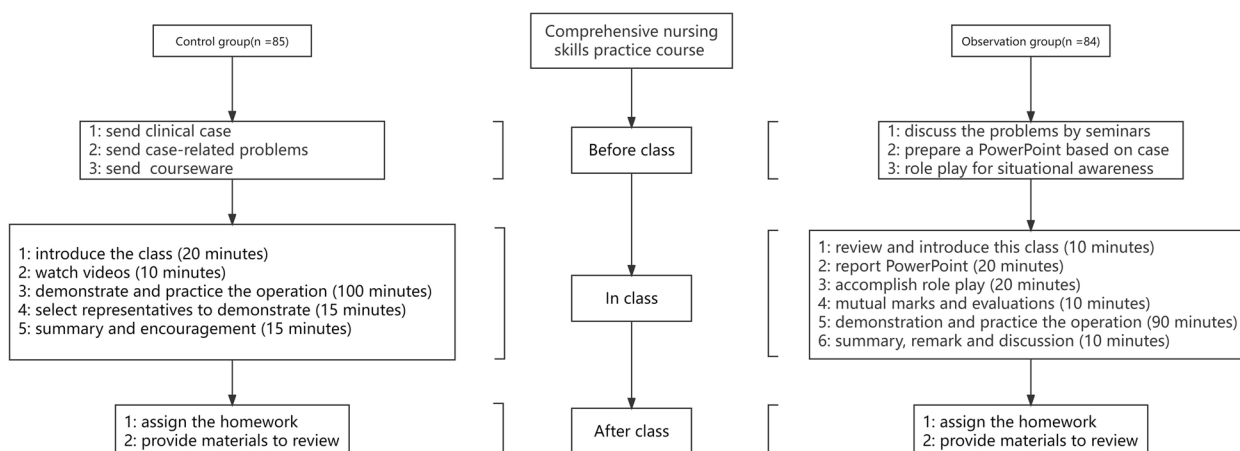 Control group(n =85)
Comprehensive nursing
skills practice course
Observation group(n =84)
1: send clinical case
2: send case-related problems
3: send  courseware
Before class
1: discuss the problems by seminars
2: prepare a PowerPoint based on case
3: role play for situational awareness
1: introduce the class (20 minutes)
2: watch videos (10 minutes)
3: demonstrate and practice the operation (100 minutes)
4: select representatives to demonstrate (15 minutes)
5: summary and encouragement (15 minutes)
In class
1: review and introduce this class (10 minutes)
2: report PowerPoint (20 minutes)
3: accomplish role play (20 minutes)
4: mutual marks and evaluations (10 minutes)
5: demonstration and practice the operation (90 minutes)
6: summary, remark and discussion (10 minutes)
1: assign the homework
2: provide materials to review
After class
1: assign the homework
2: provide materials to review